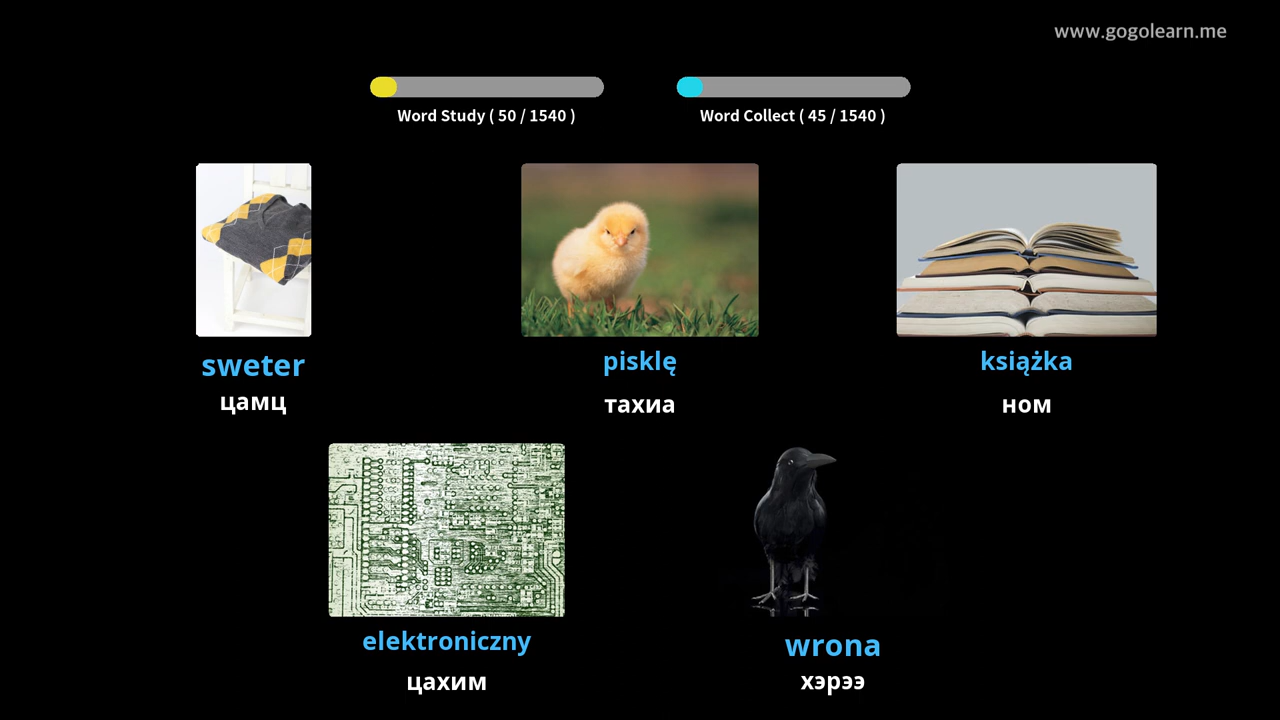 www.gogolearn.me
Word Study ( 50 / 1540 )
Word Collect ( 45 / 1540 )
sweter
цамц
pisklę
тахиа
książka
ном
elektroniczny
цахим
wrona
хэрээ